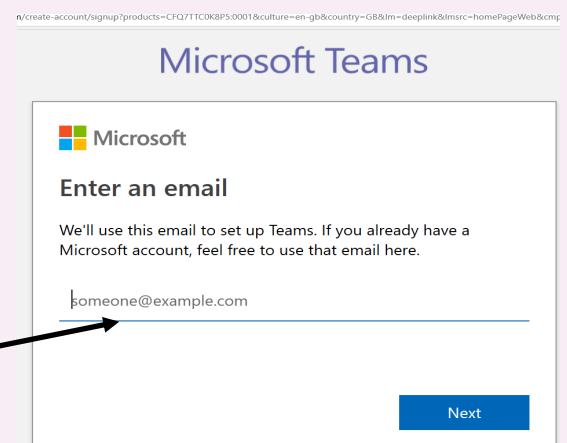 n/create-account/signup?products=CFQ7TTC0K8P5:0001&culture=en-gb&country=GB&lm=deeplink&lmsrc=homePageWeb&cmp
Microsoft Teams
Microsoft
Enter an email
We'll use this email to set up Teams. If you already have a
Microsoft account, feel free to use that email here.
someone@example.com
Next